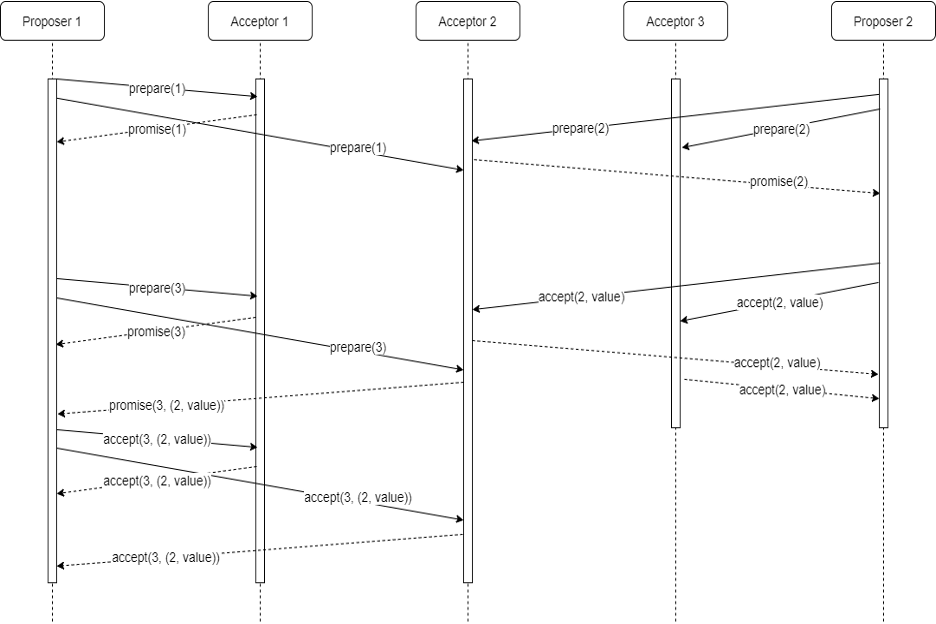 Proposer 1
Acceptor 1
Acceptor 2
Acceptor 3
Proposer 2
prepare(1)
prepare(2)
prepare(2)
promise(1)
prepare(1)
promise(2)
prepare(3)
accept(2, value)
accept(2, value)
promise(3)
prepare(3)
accept(2, value)
accept(2, value)
promise(3, (2, value))
accept(3, (2, value))
accept(3, (2, value))
accept(3, (2, value))
accept(3, (2, value))